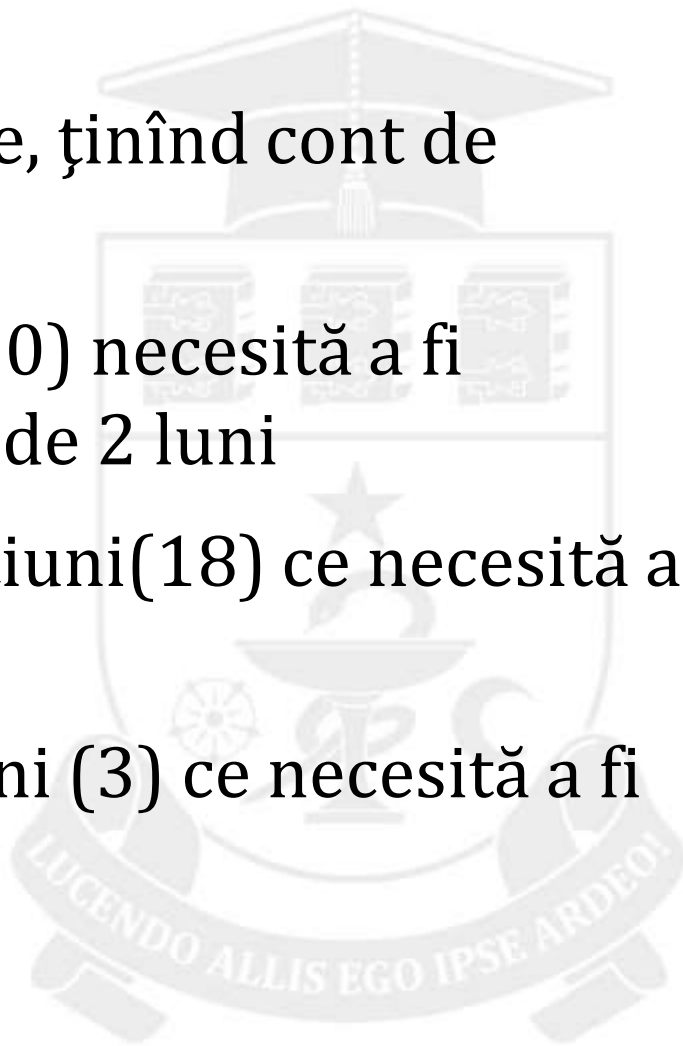 e, ţinînd cont de
0) necesită a fi
de 2 luni
iuni(18) ce necesită a
ni (3) ce necesită a fi
LUCENDO ALLIS EGO IPSE ARDEO!